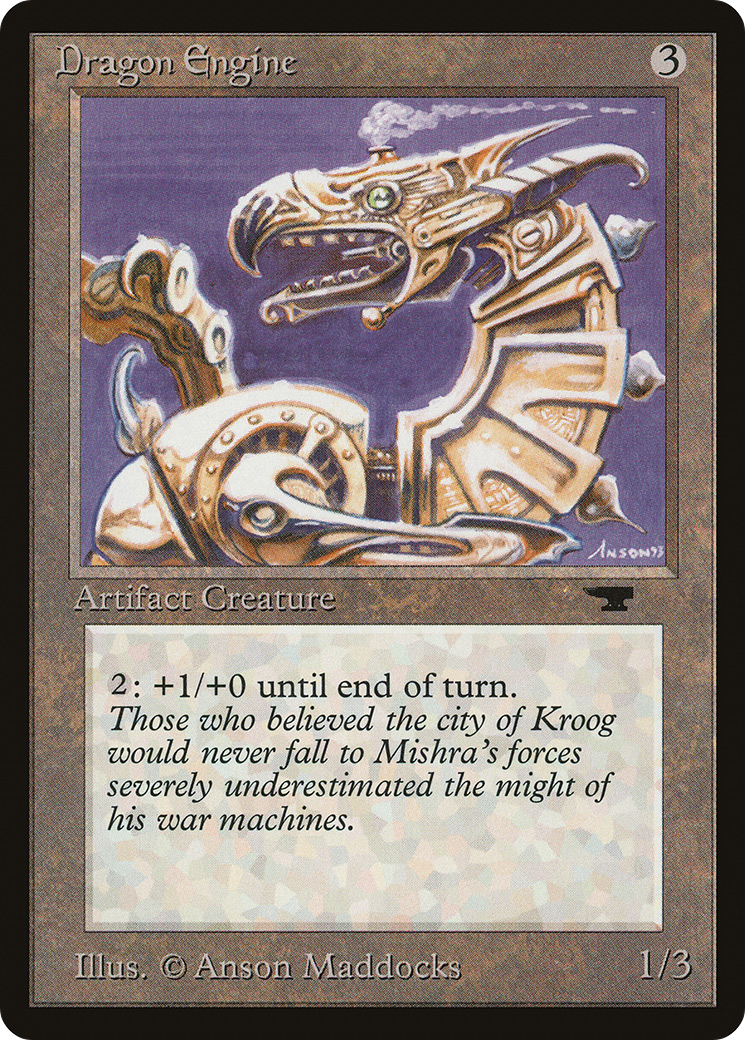 Dragon Engine 3
ANSON93
Artifact Creature
2: +1/+0 until end of turn.
Those who believed the city of Kroog
would never fall to Mishra's forces
severely underestimated the might of
his war machines.
Illus. © Anson Maddocks 1/3